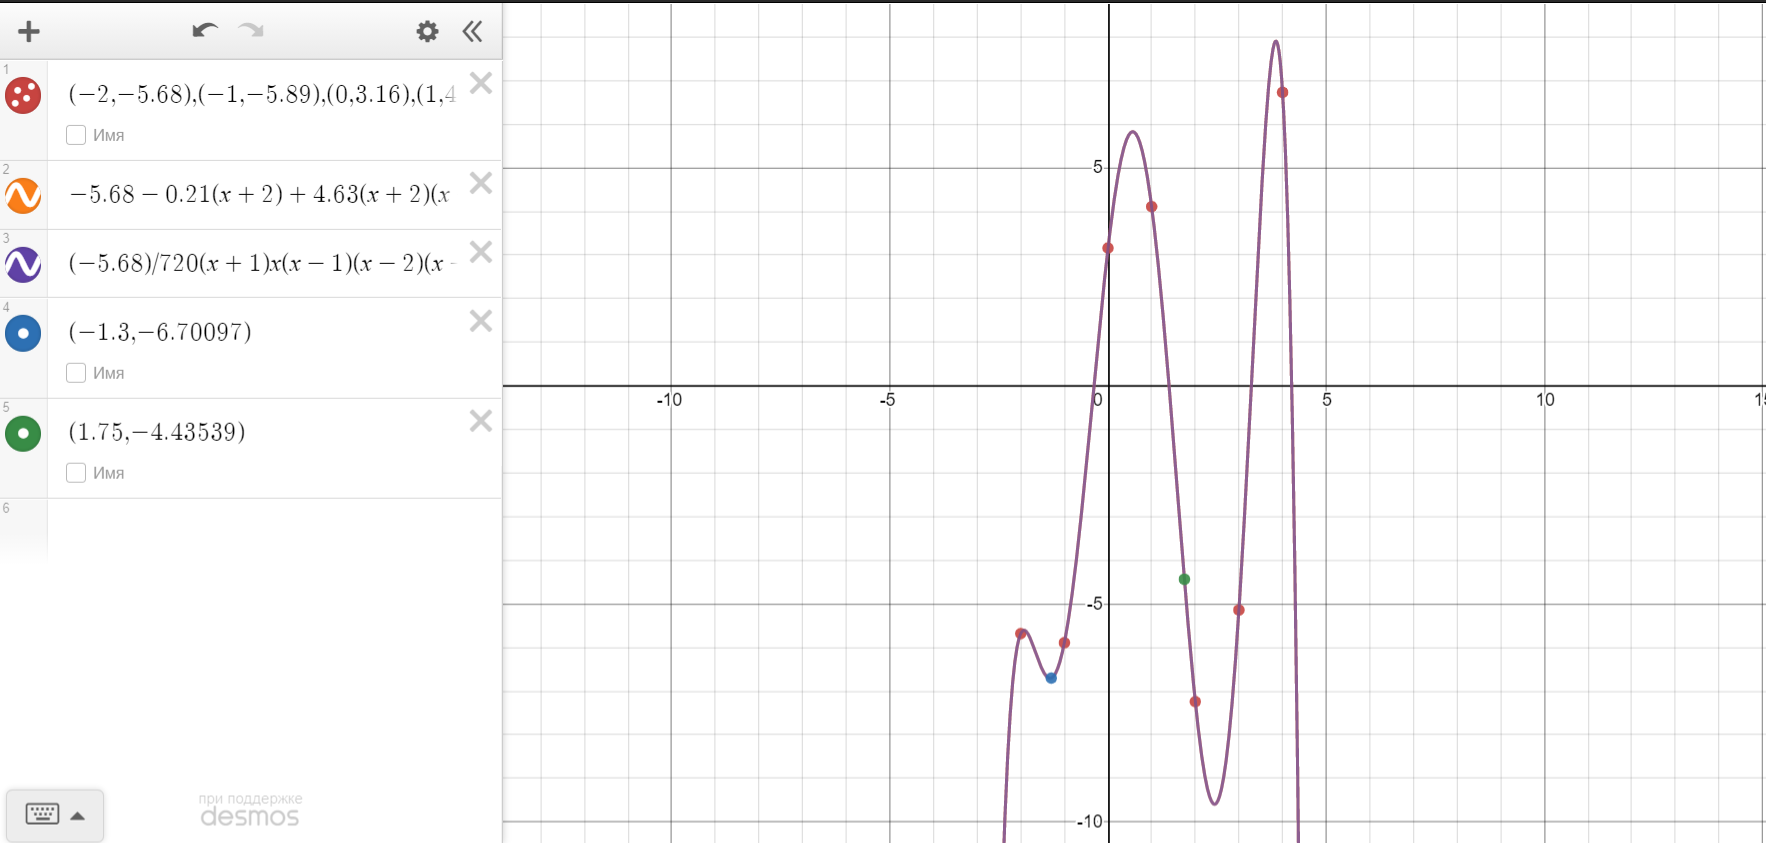 1
(−2,−5.68),(−1,−5.89),(0,3.16),(1,4
Имя
2
−5.68 − 0.21(x + 2) + 4.63(x + 2)(x
3
(−5.68)/720(x + 1)x(x − 1)(x − 2)(x −
4
(−1.3,−6.70097)
Имя
5
(1.75,−4.43539)
Имя
6
при поддержке
desmos
5
-10 -5 0 5 10 15
-5
-10